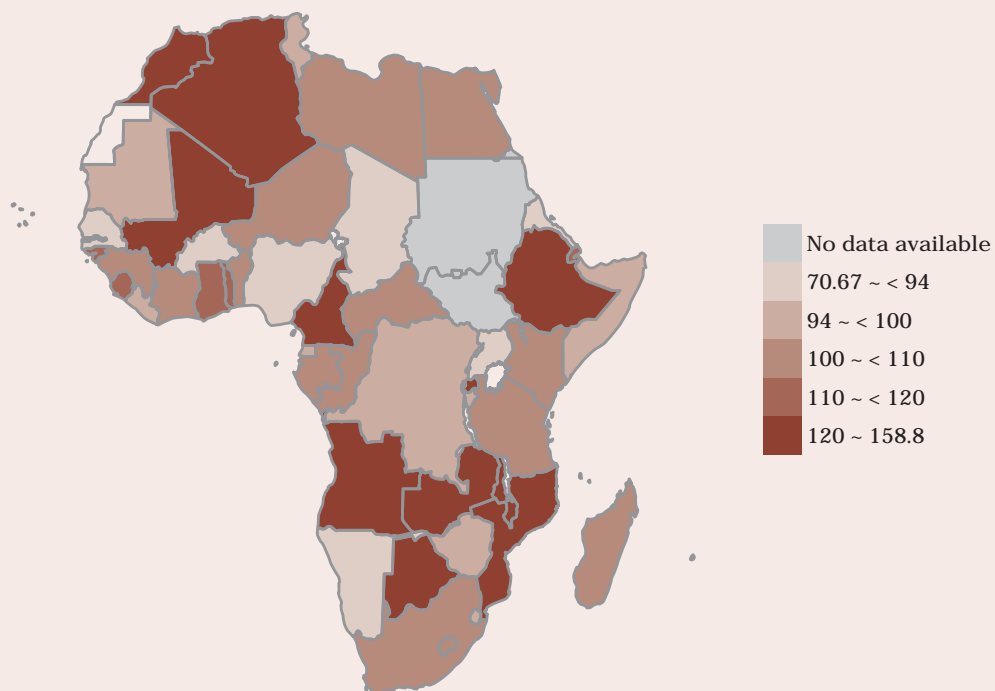 No data available
70.67 ~ < 94
94 ~ < 100
100 ~ < 110
110 ~ < 120
120 ~ 158.8